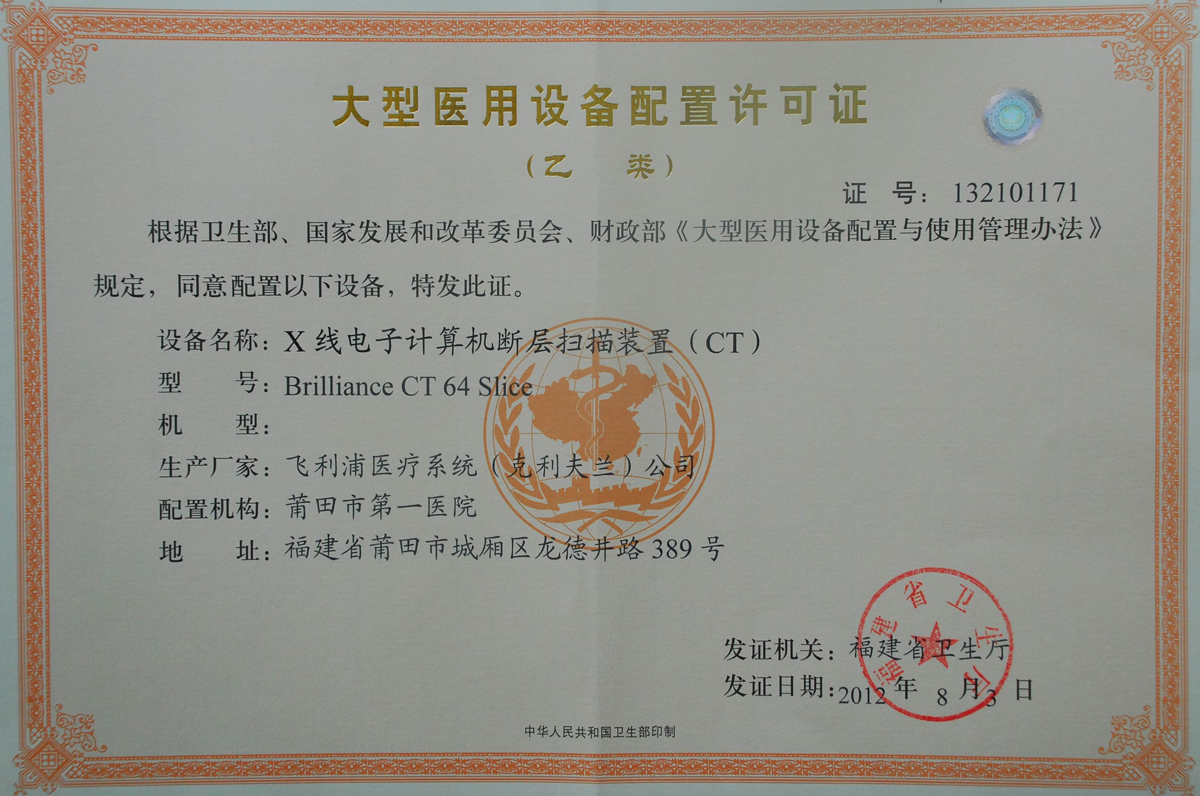 大型医用设备配置许可证
（乙 类）
证 号：132101171
根据卫生部、国家发展和改革委员会、财政部《大型医用设备配置与使用管理办法》
规定，同意配置以下设备，特发此证。
设备名称：X 线电子计算机断层扫描装置（CT）
型 号：Brilliance CT 64 Slice
机 型：
生产厂家：飞利浦医疗系统（克利夫兰）公司
配置机构：莆田市第一医院
地 址：福建省莆田市城厢区龙德井路 389 号
福建省卫生厅
发证机关：福建省卫生厅
发证日期：2012 年 8 月 3 日
中华人民共和国卫生部印制